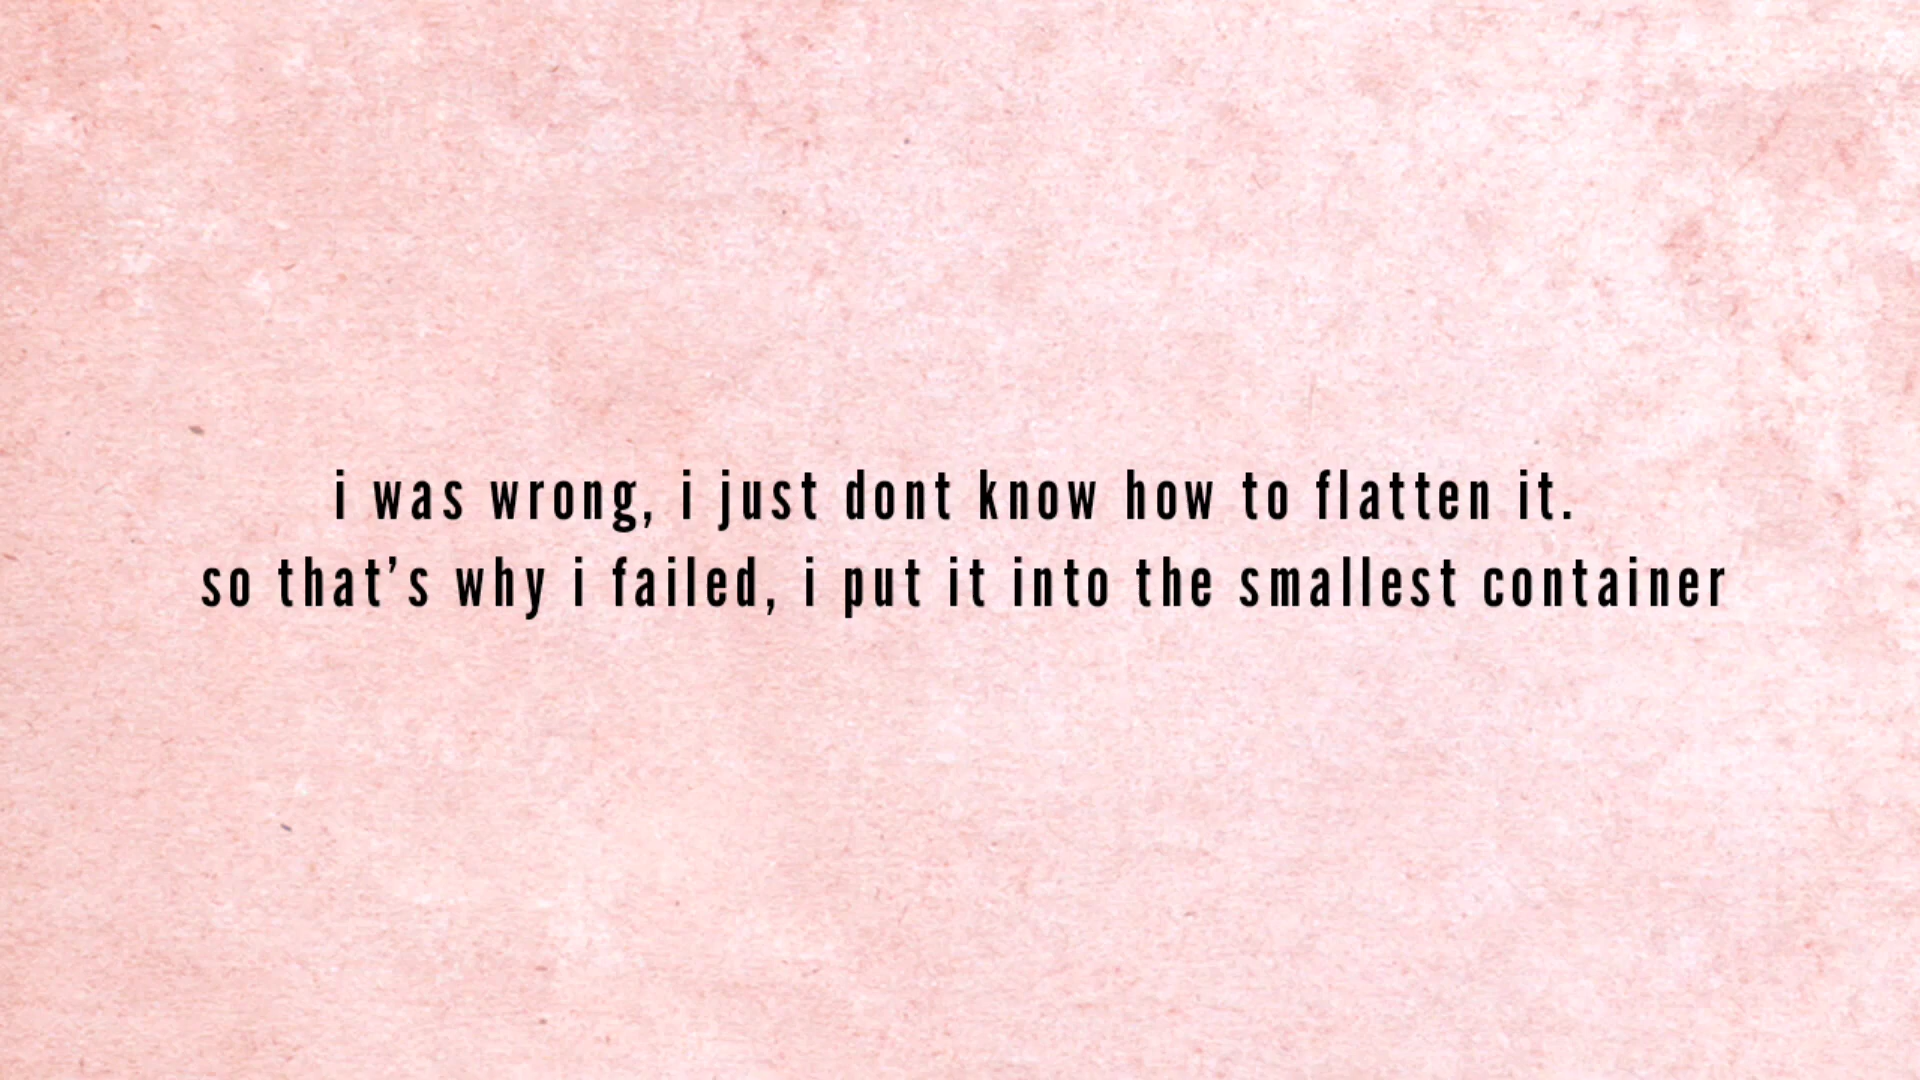 i was wrong, i just dont know how to flatten it.
so that’s why i failed, i put it into the smallest container